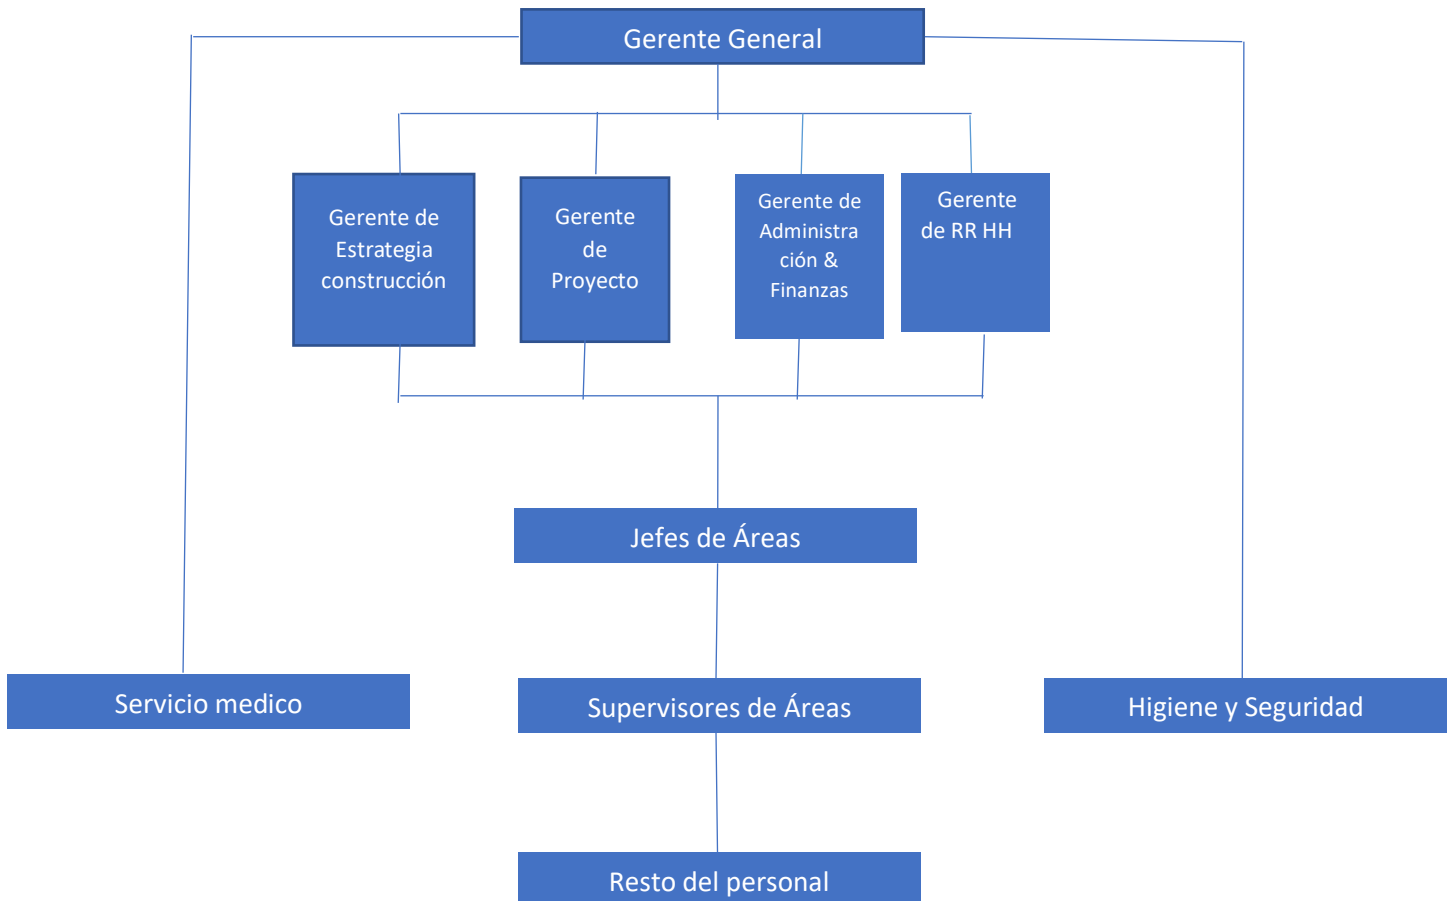 Gerente General
Gerente de
Estrategia
construcción
Gerente
de
Proyecto
Gerente de
Administra
ción &
Finanzas
Gerente
de RR HH
Jefes de Áreas
Servicio medico
Supervisores de Áreas
Higiene y Seguridad
Resto del personal